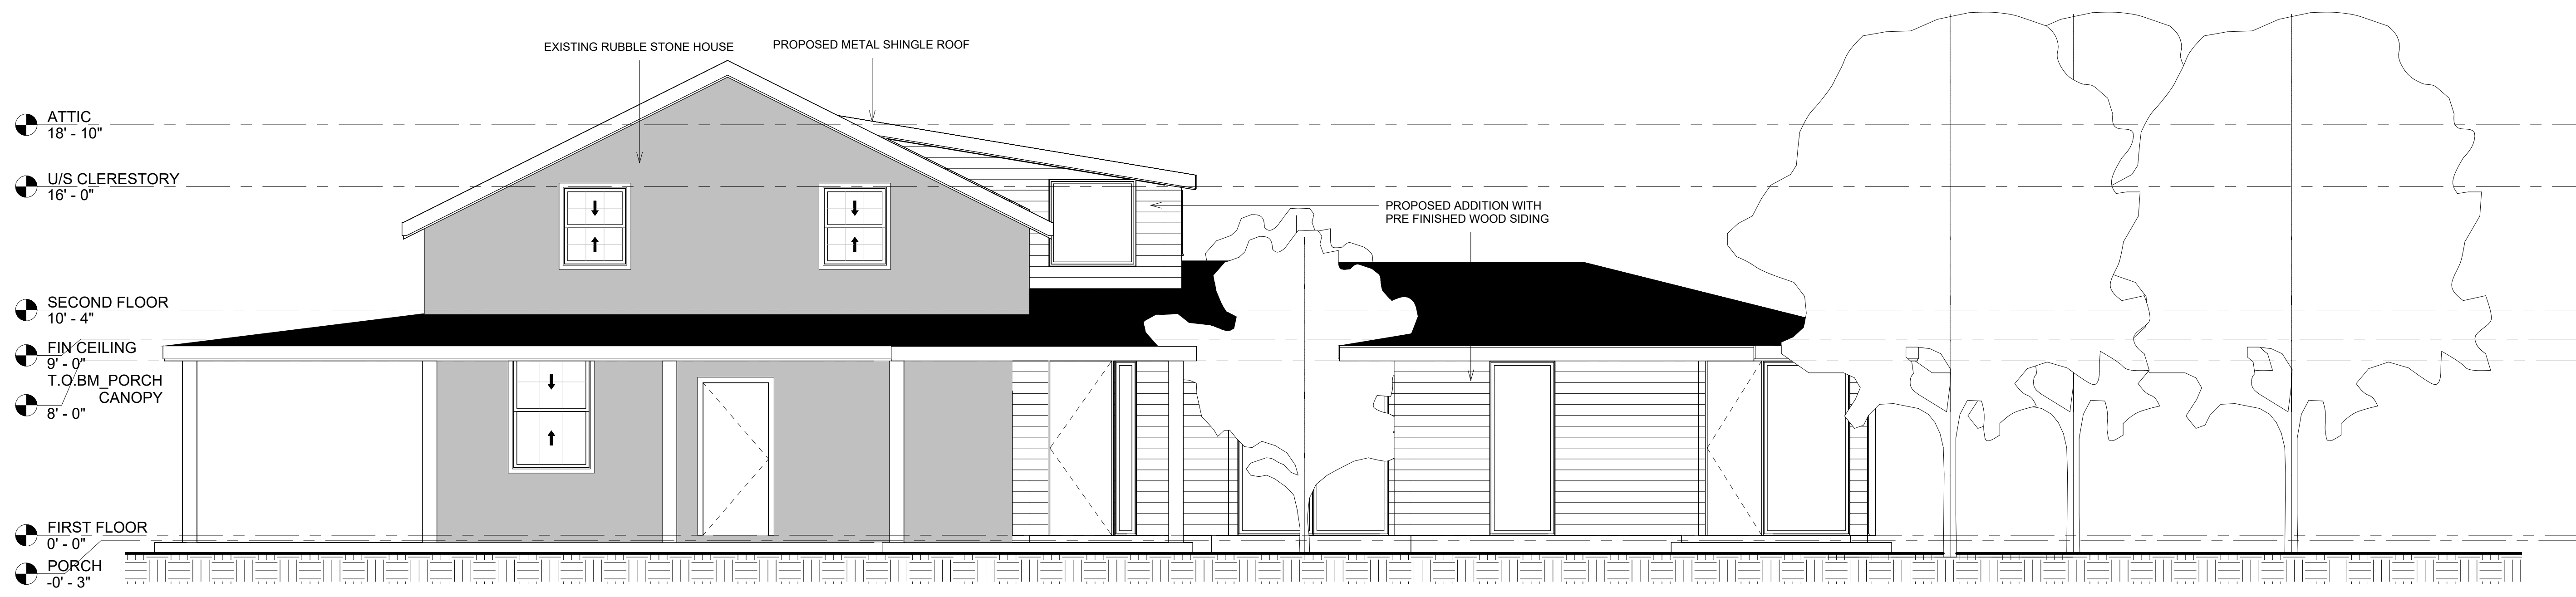 EXISTING RUBBLE STONE HOUSE
PROPOSED METAL SHINGLE ROOF
ATTIC
18' - 10"
U/S CLERESTORY
16' - 0"
PROPOSED ADDITION WITH
PRE FINISHED WOOD SIDING
SECOND FLOOR
10' - 4"
FIN CEILING
9' - 0"
T.O.BM_PORCH
CANOPY
8' - 0"
FIRST FLOOR
0' - 0"
PORCH
-0' - 3"